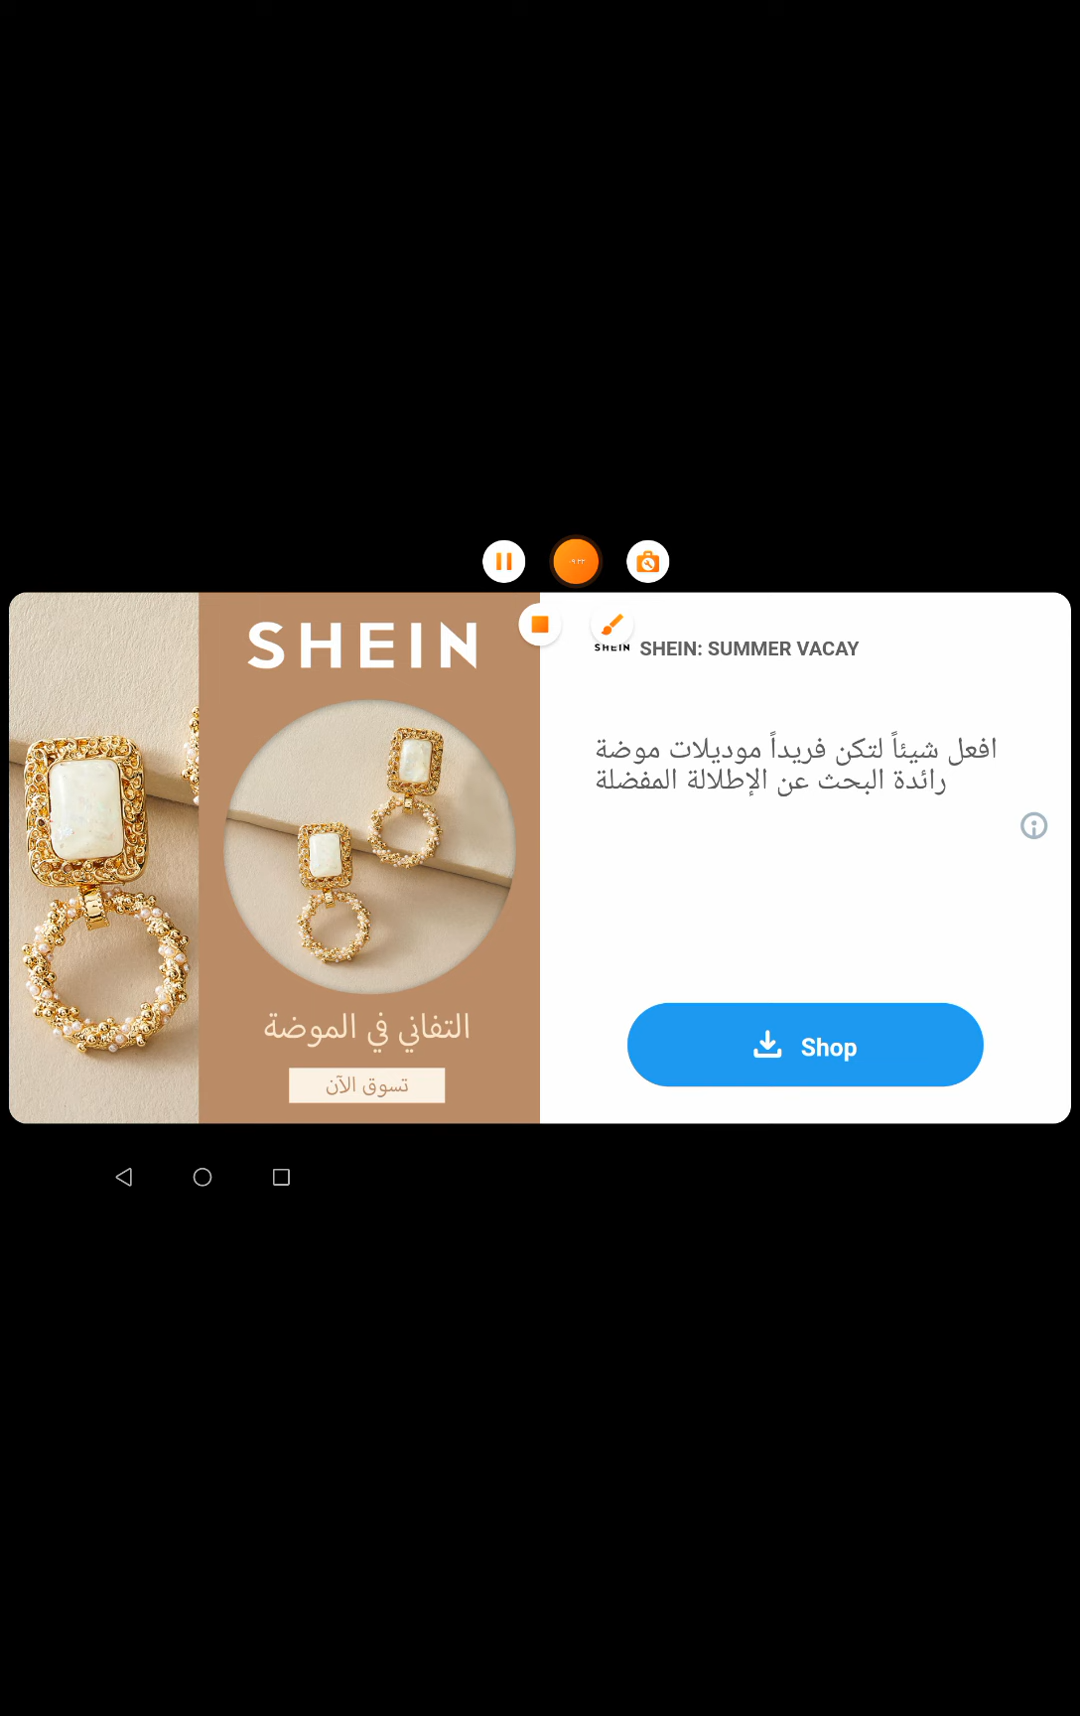 SHEIN
التفاني في الموضة
تسوق الآن
SHEIN SHEIN: SUMMER VACAY
افعل شيئاً لتكن فريداً موديلات موضة
رائدة البحث عن الإطلالة المفضلة
Shop